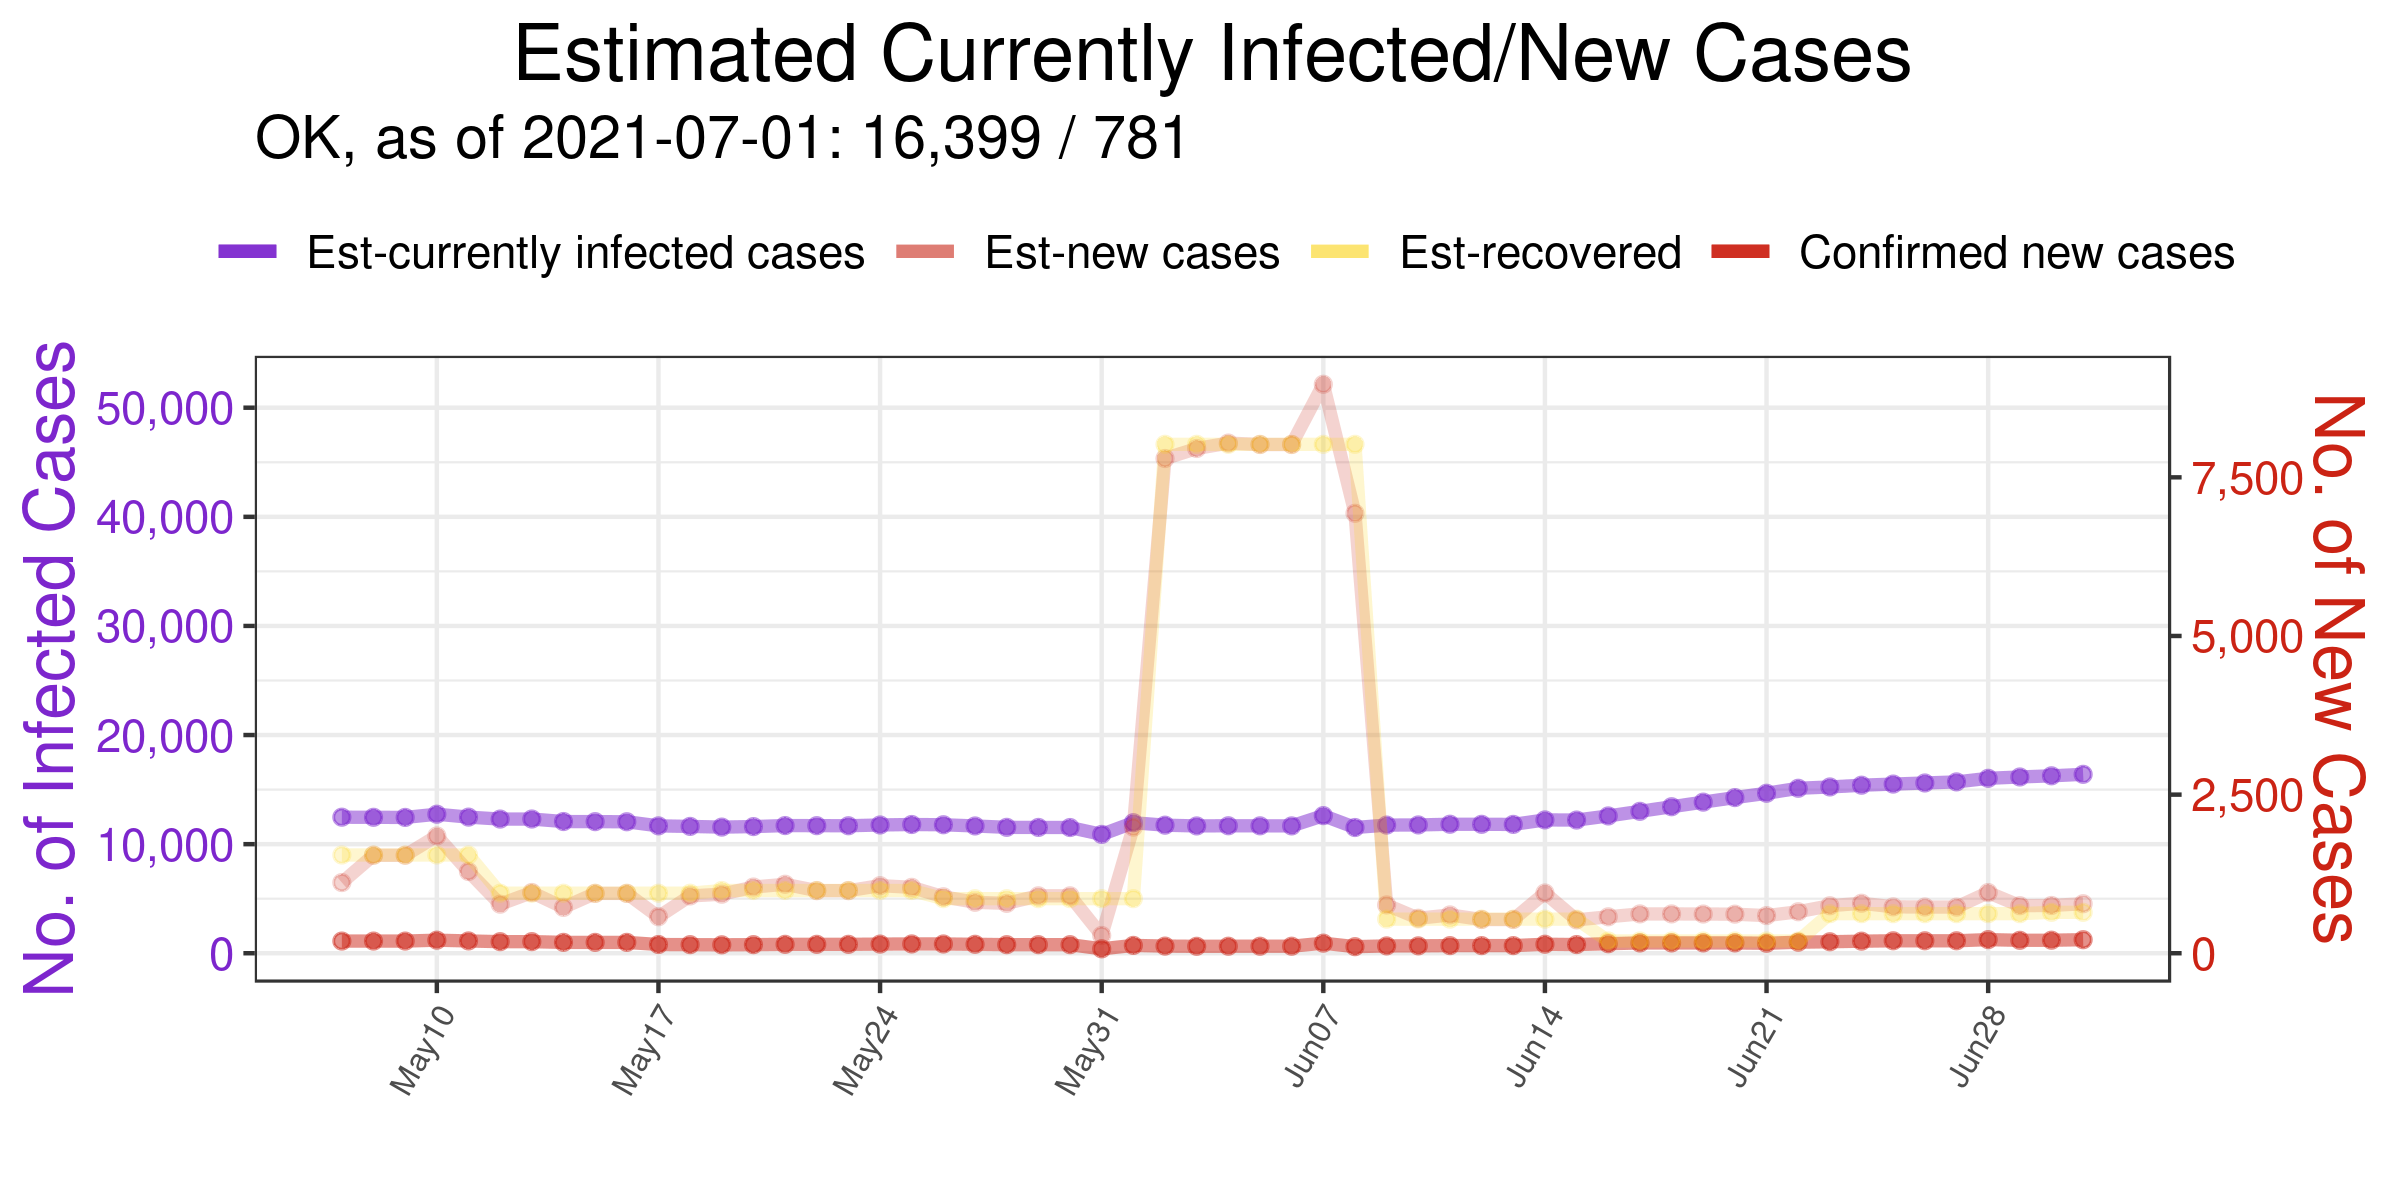 Estimated Currently Infected/New Cases
OK, as of 2021-07-01: 16,399 / 781
Est-currently infected cases
Est-new cases
Est-recovered
Confirmed new cases
No. of Infected Cases
50,000
40,000
30,000
20,000
10,000
0
No. of New Cases
7,500
5,000
2,500
0
May10
May17
May24
May31
Jun07
Jun14
Jun21
Jun28